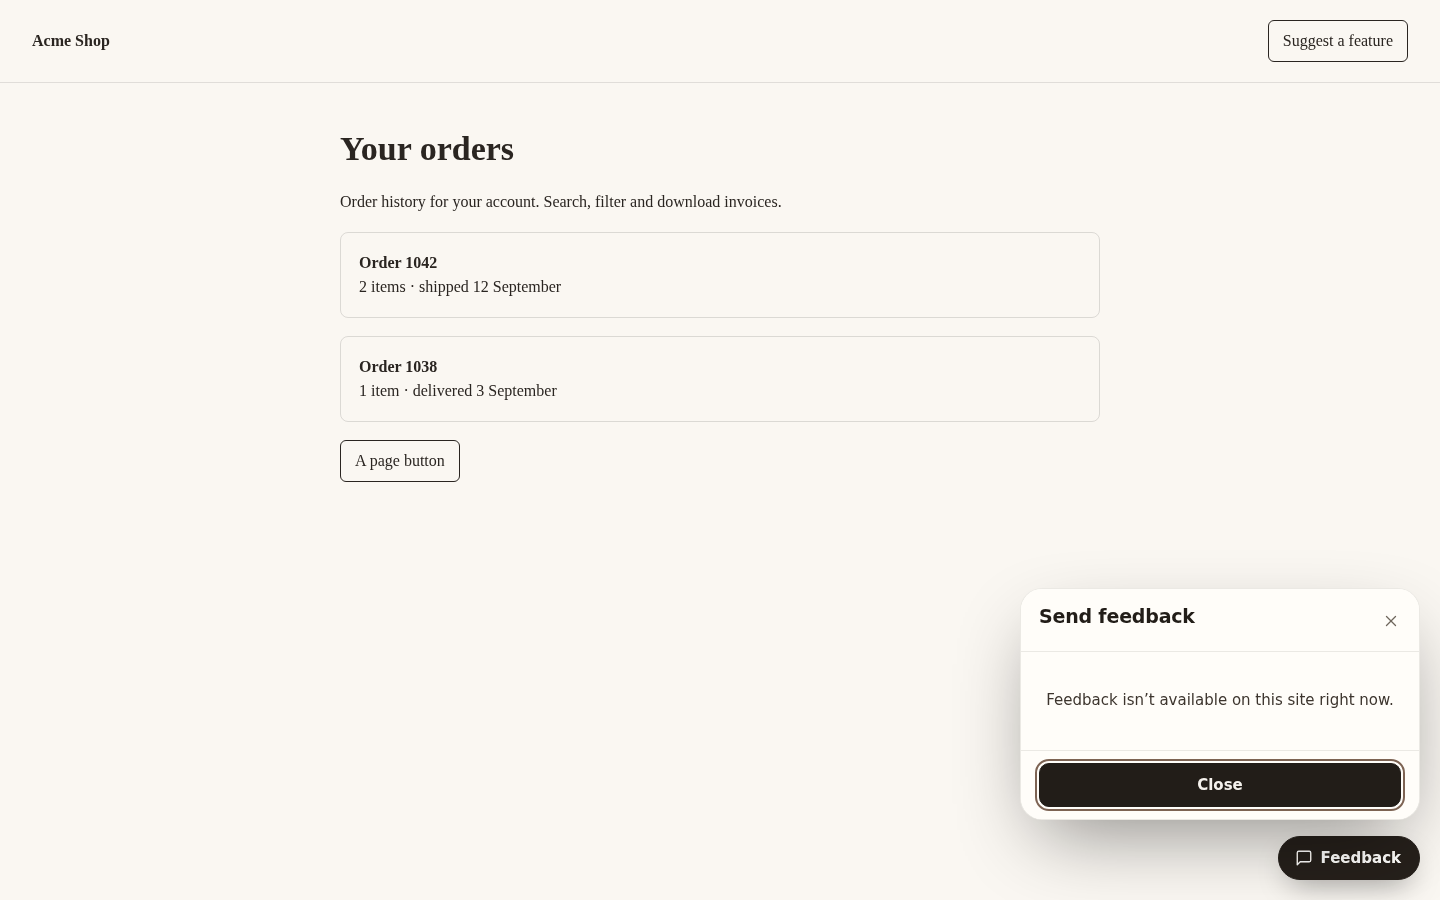 Acme Shop
Suggest a feature
Your orders
Order history for your account. Search, filter and download invoices.
Order 1042
2 items · shipped 12 September
Order 1038
1 item · delivered 3 September
A page button
Send feedback
Feedback isn’t available on this site right now.
Close
Feedback